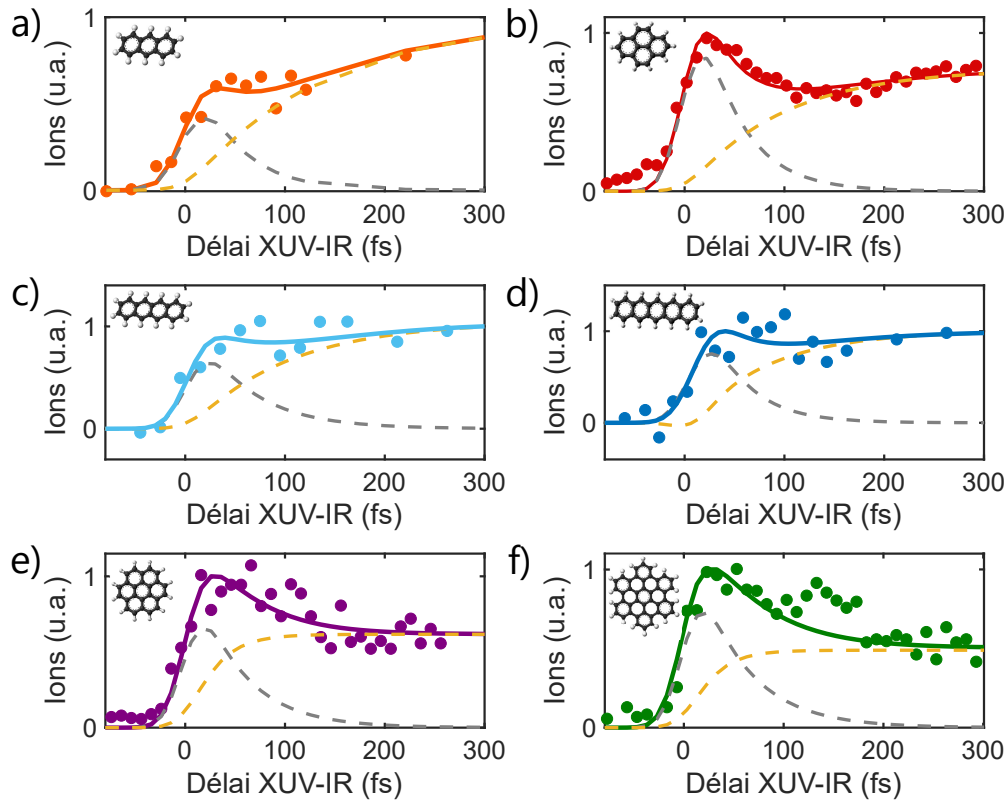 a)
Ions (u.a.)
1
0
0 100 200 300
Délai XUV-IR (fs)
b)
Ions (u.a.)
1
0
0 100 200 300
Délai XUV-IR (fs)
c)
Ions (u.a.)
1
0
0 100 200 300
Délai XUV-IR (fs)
d)
Ions (u.a.)
1
0
0 100 200 300
Délai XUV-IR (fs)
e)
Ions (u.a.)
1
0
0 100 200 300
Délai XUV-IR (fs)
f)
Ions (u.a.)
1
0
0 100 200 300
Délai XUV-IR (fs)